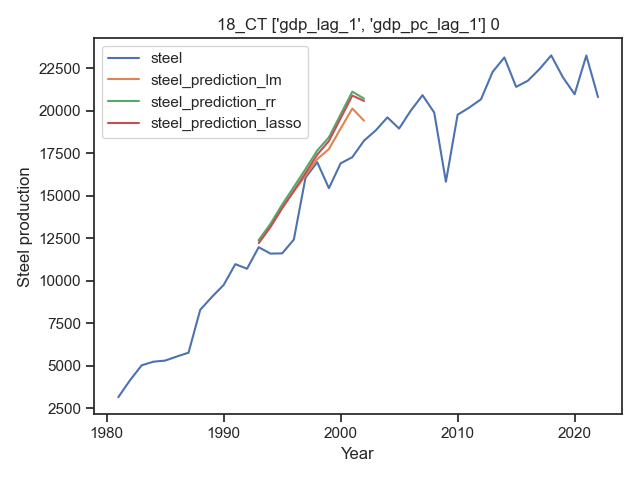 18_CT ['gdp_lag_1', 'gdp_pc_lag_1'] 0
steel
steel_prediction_lm
steel_prediction_rr
steel_prediction_lasso
22500
20000
17500
15000
12500
10000
7500
5000
2500
Steel production
1980
1990
2000
2010
2020
Year